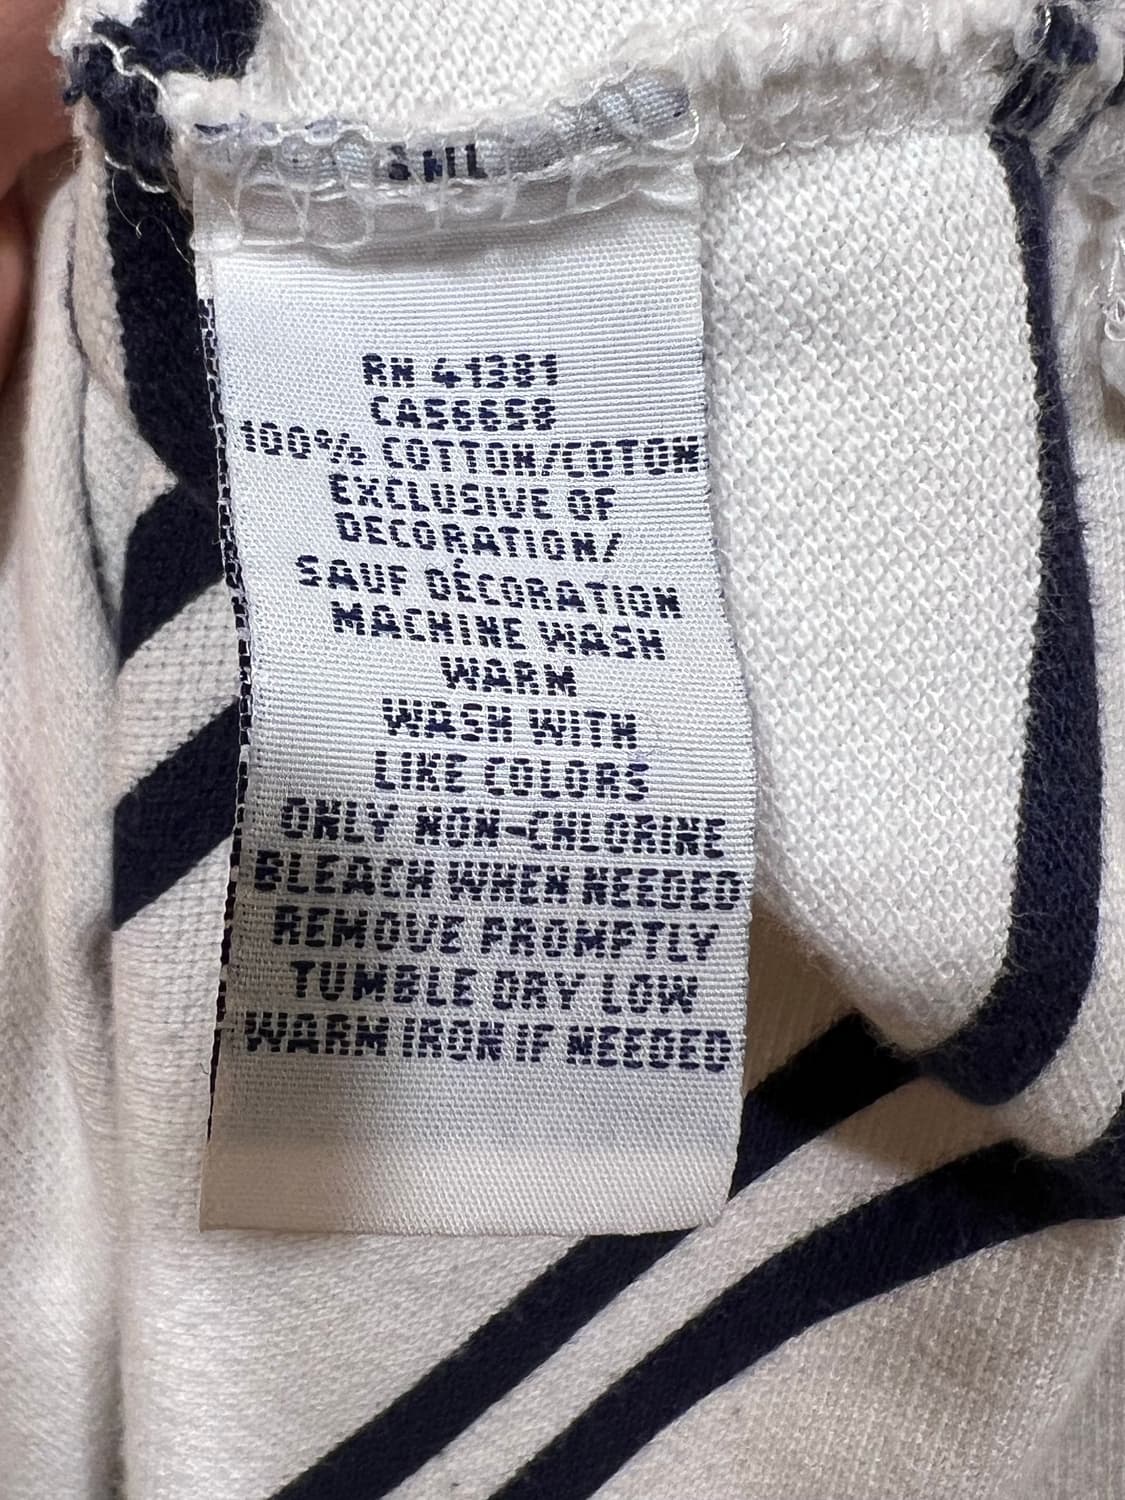 RN 41381
CA56658
100% COTTON/COTON
EXCLUSIVE OF
DECORATION/
SAUF DÉCORATION
MACHINE WASH
WARM
WASH WITH
LIKE COLORS
ONLY NON-CHLORINE
BLEACH WHEN NEEDED
REMOVE PROMPTLY
TUMBLE DRY LOW
WARM IRON IF NEEDED